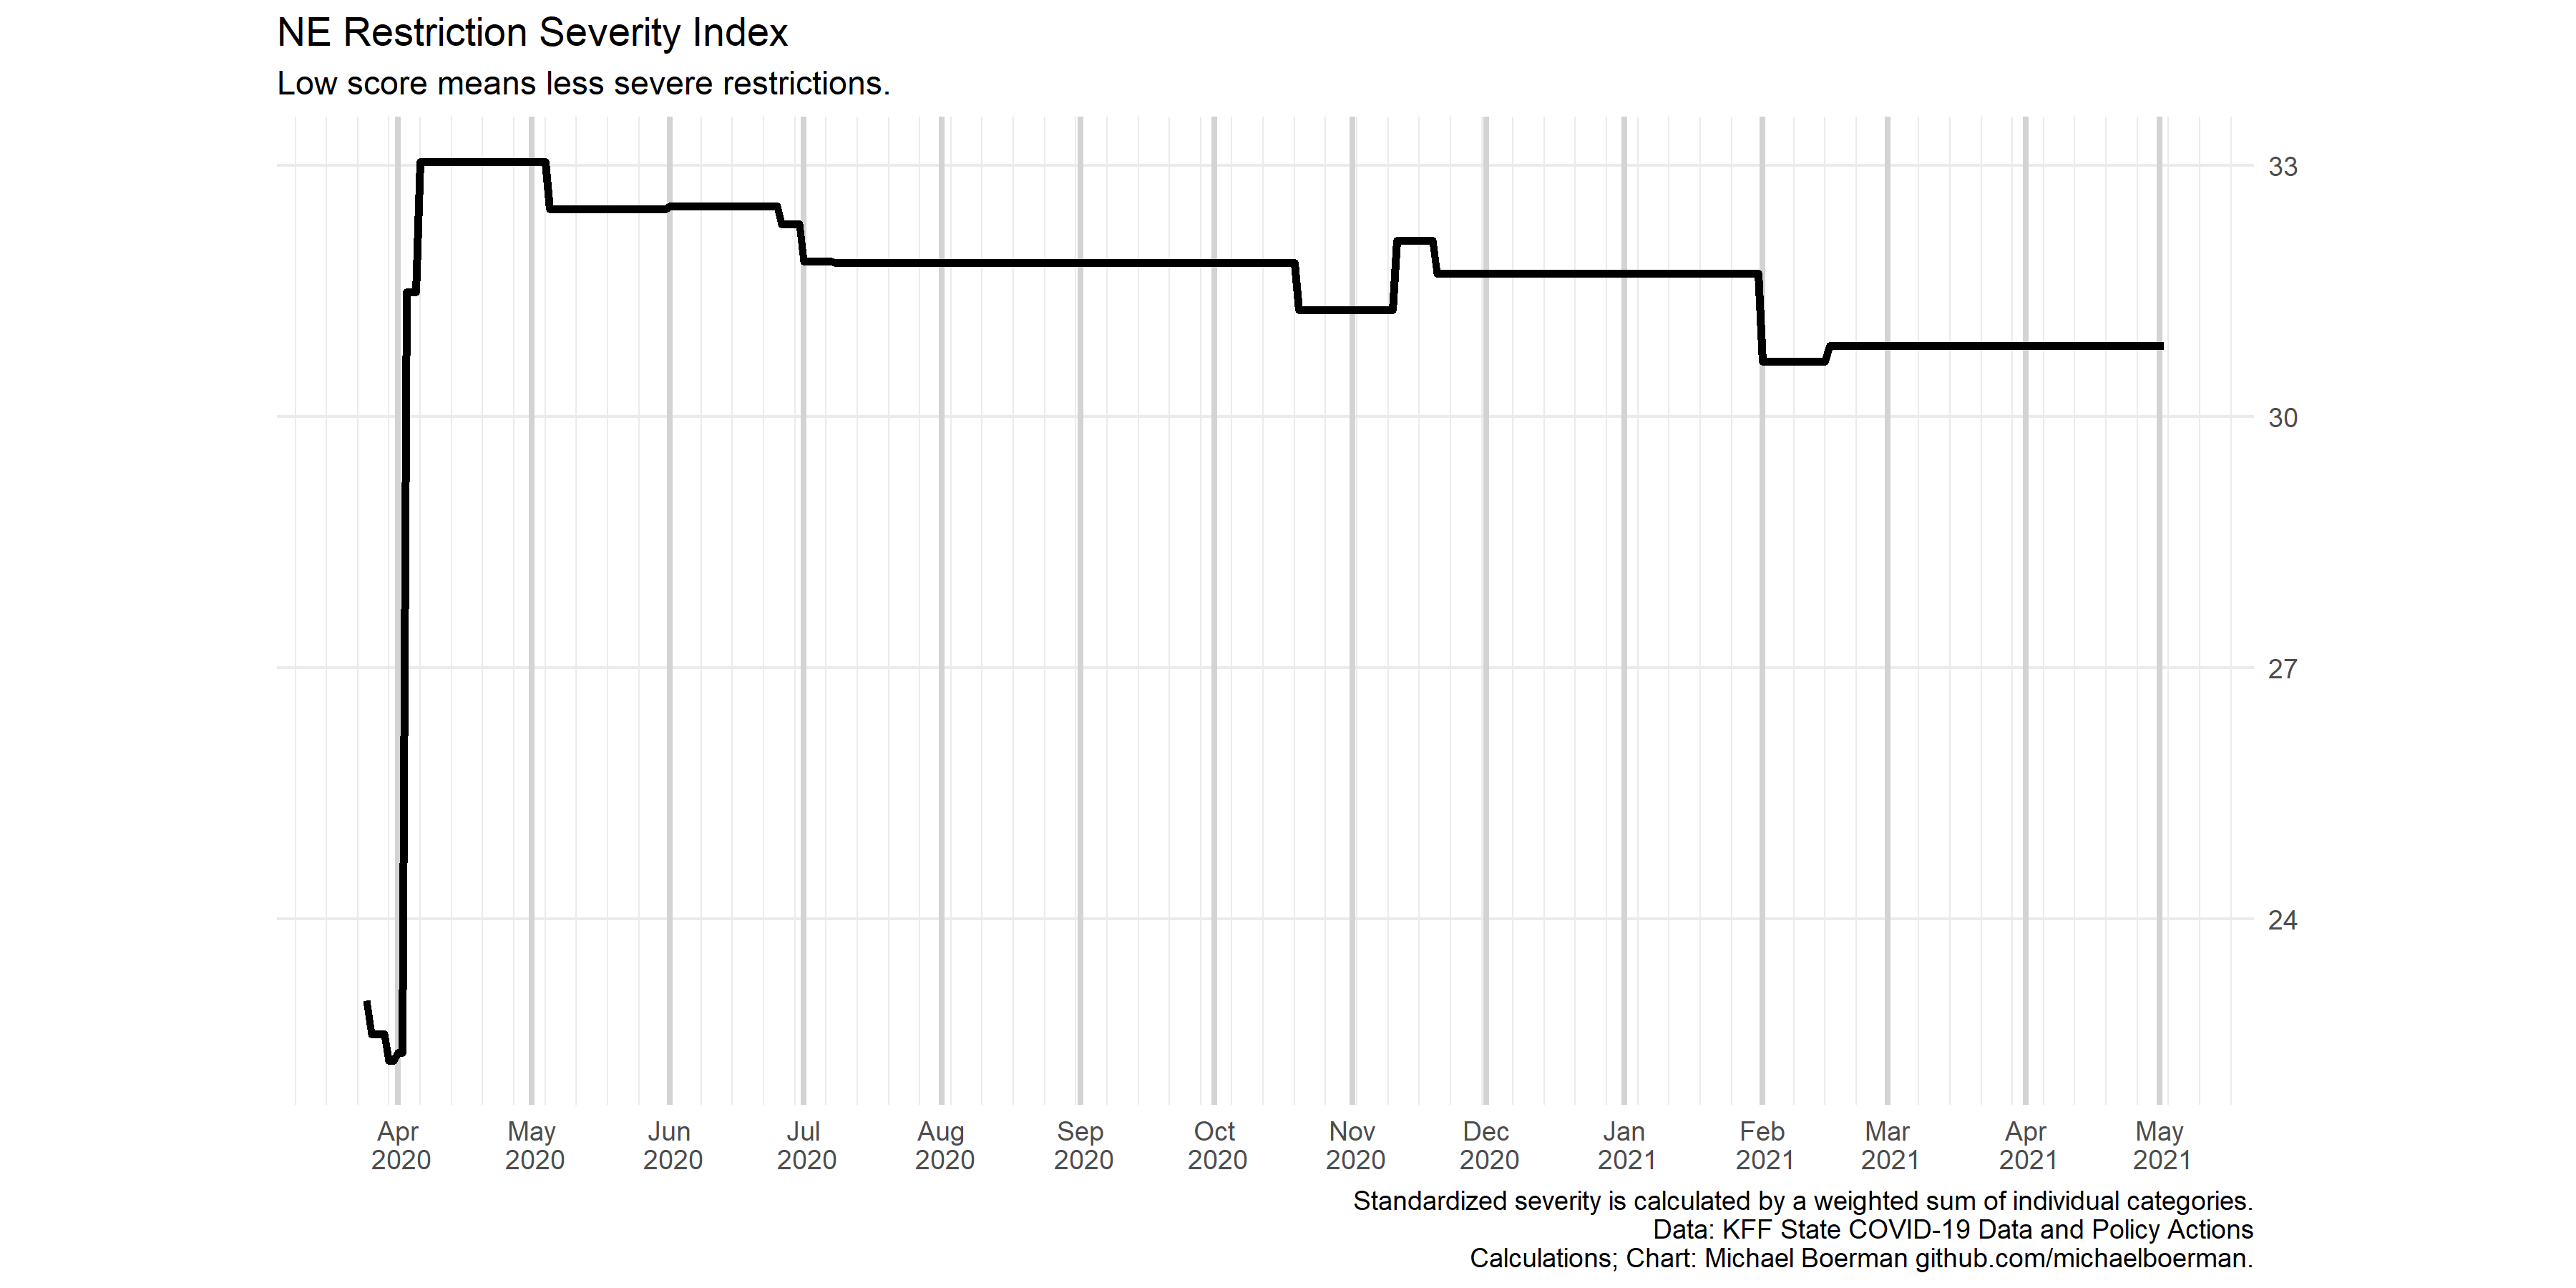 NE Restriction Severity Index
Low score means less severe restrictions.
33
30
27
24
Apr May Jun Jul Aug Sep Oct Nov Dec Jan Feb Mar Apr May
2020 2020 2020 2020 2020 2020 2020 2020 2020 2021 2021 2021 2021 2021
Standardized severity is calculated by a weighted sum of individual categories.
Data: KFF State COVID-19 Data and Policy Actions
Calculations; Chart: Michael Boerman github.com/michaelboerman.